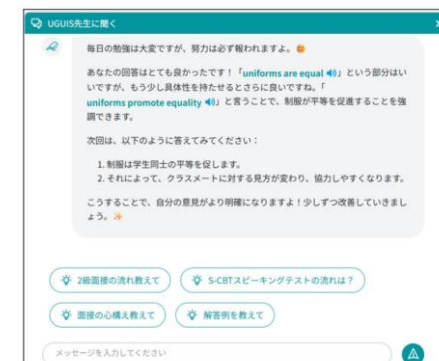 UGUIS先生に聞く
毎日の勉強は大変ですが、努力は必ず報われますよ。
あなたの回答はとても良かったです！「uniforms are equal」という部分はい
いですが、もう少し具体性を持たせるとさらに良いですね。「
uniforms promote equality」と言うことで、制服が平等を促進することを強
調できます。
次回は、以下のように答えてみてください：
1. 制服は学生同士の平等を促します。
2. それによって、クラスメートに対する見方が変わり、協力しやすくなります。
こうすることで、自分の意見がより明確になりますよ！少しずつ改善していきまし
ょう。
2級面接の流れ教えて
S-CBTスピーキングテストの流れは？
面接の心構え教えて
解答例を教えて
メッセージを入力してください